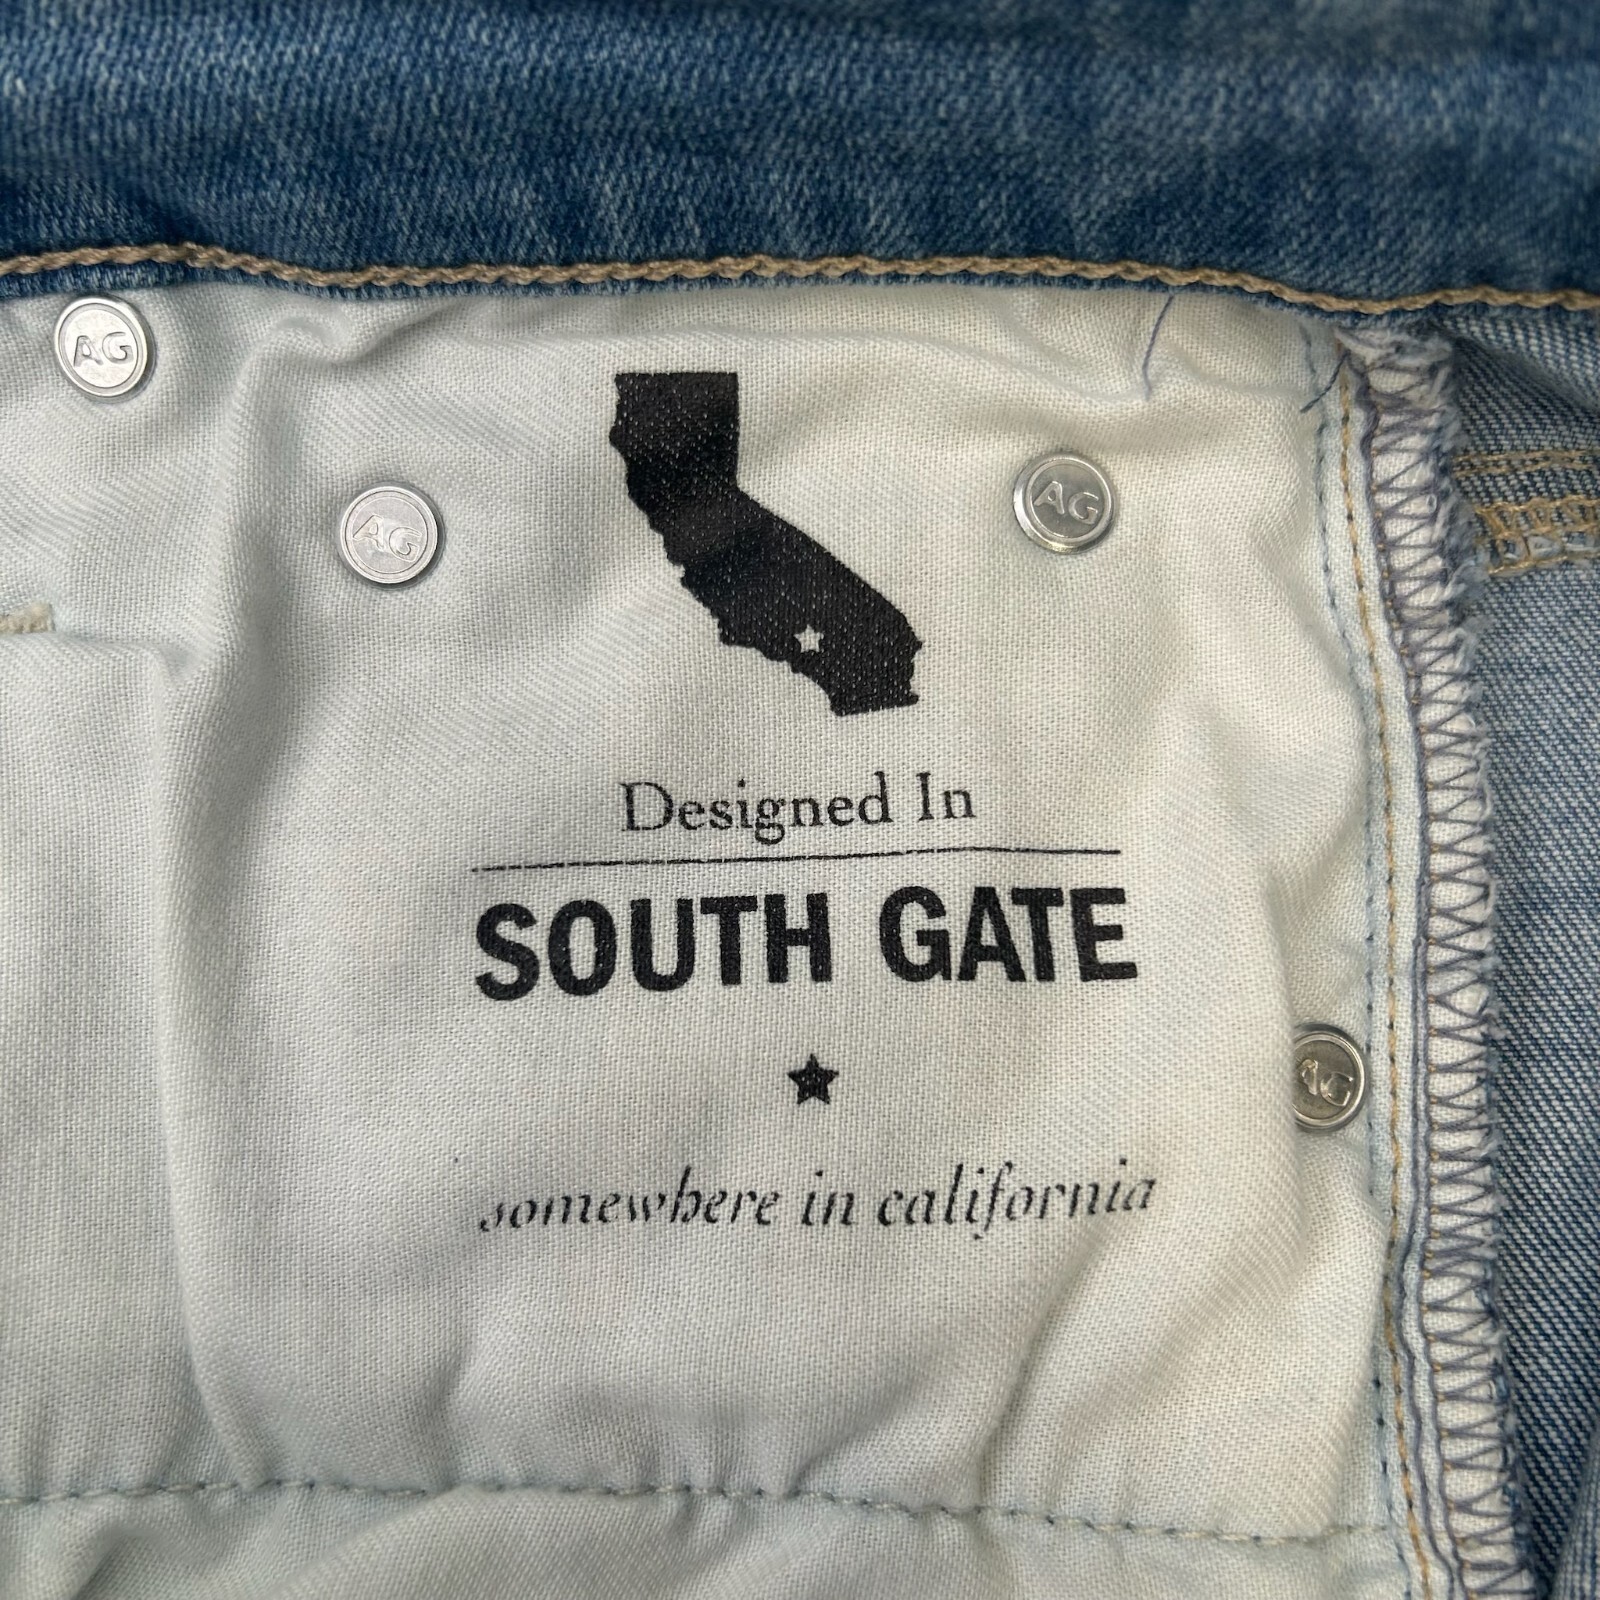 AG
AG
AG
Designed In
SOUTH GATE
AG
somewhere in california